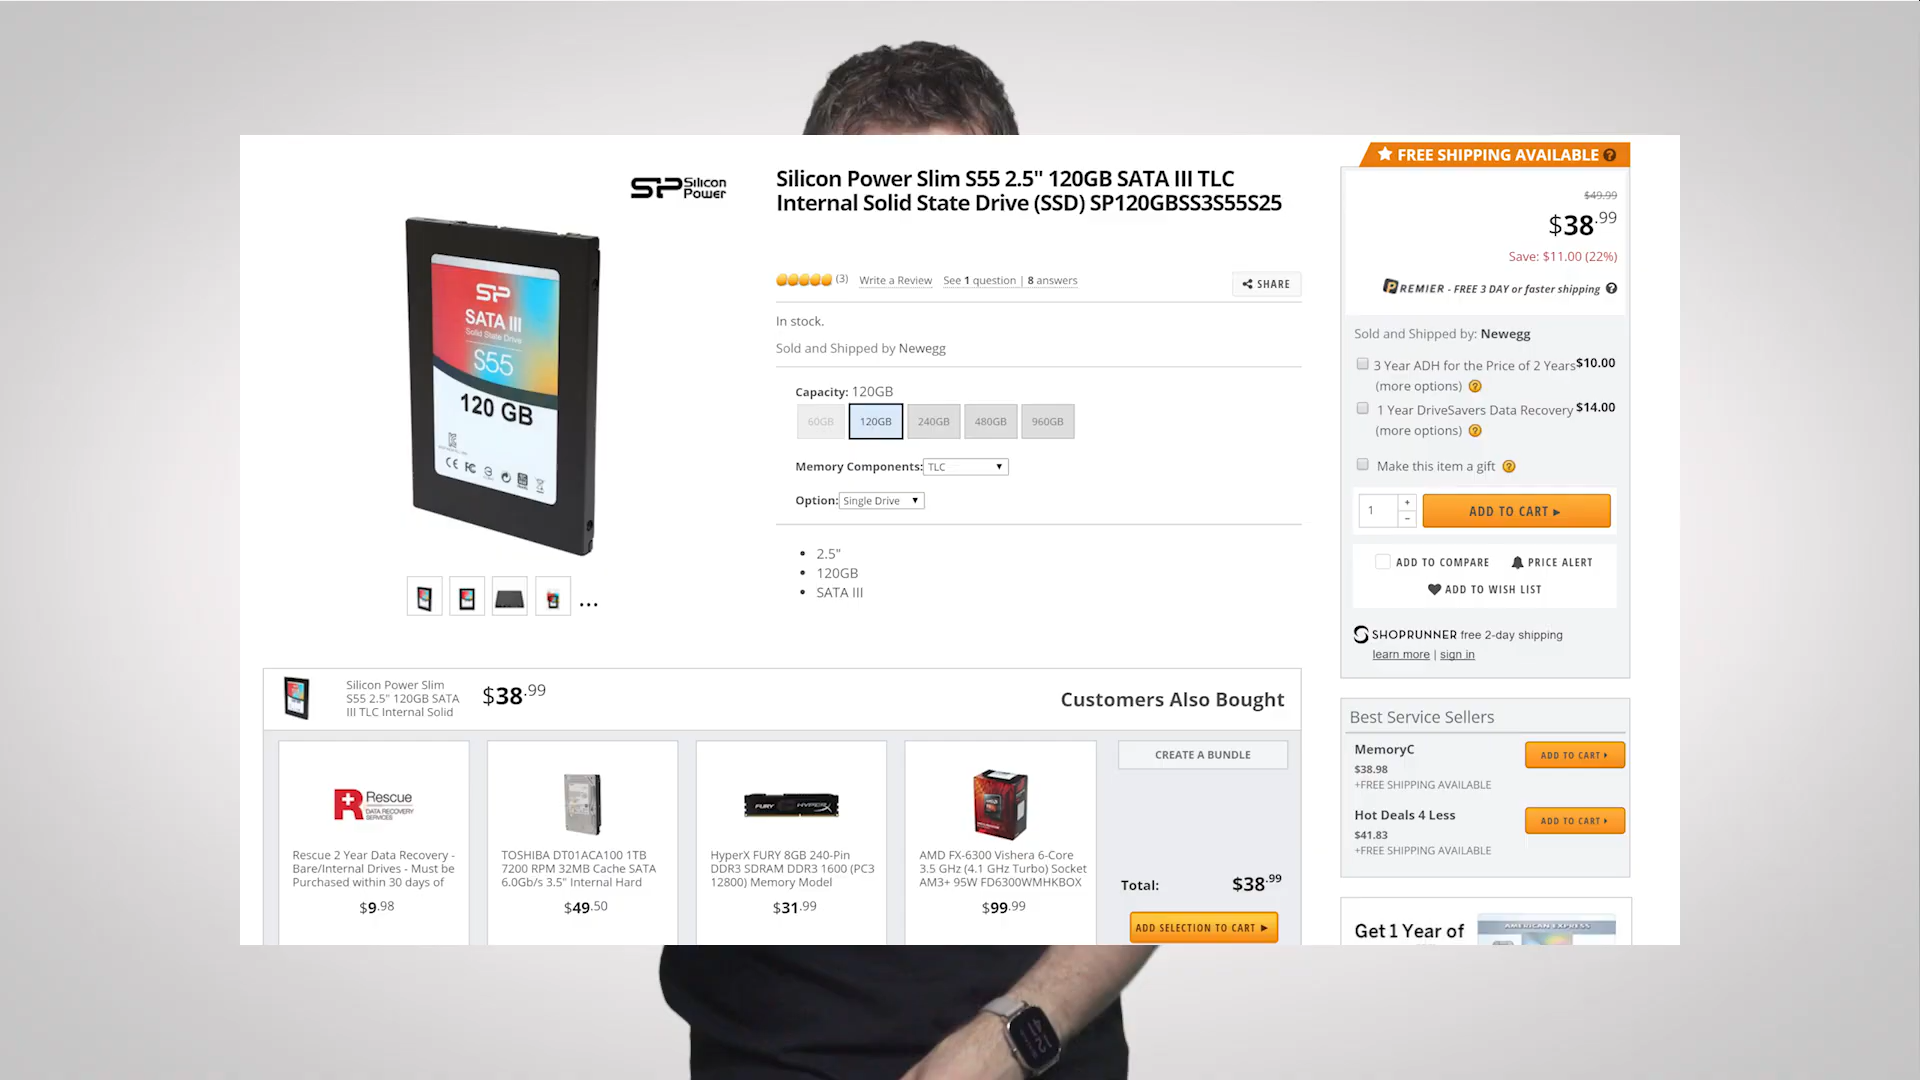 FREE SHIPPING AVAILABLE
SP Silicon Power
Silicon Power Slim S55 2.5" 120GB SATA III TLC
Internal Solid State Drive (SSD) SP120GBSS3S55S25
(3) Write a Review See 1 question | 8 answers
SHARE
In stock.
Sold and Shipped by Newegg
Capacity: 120GB
60GB 120GB 240GB 480GB 960GB
Memory Components: TLC
Option: Single Drive
2.5"
120GB
SATA III
SP
SATA III
Solid State Drive
S55
120 GB
$49.99
$38.99
Save: $11.00 (22%)
PREMIER - FREE 3 DAY or faster shipping
Sold and Shipped by: Newegg
3 Year ADH for the Price of 2 Years $10.00
(more options)
1 Year DriveSavers Data Recovery $14.00
(more options)
Make this item a gift
1 + -
ADD TO CART
ADD TO COMPARE
PRICE ALERT
ADD TO WISH LIST
SHOPRUNNER free 2-day shipping
learn more | sign in
Silicon Power Slim
S55 2.5" 120GB SATA
III TLC Internal Solid
$38.99
Customers Also Bought
Rescue
DATA RECOVERY
SERVICES
Rescue 2 Year Data Recovery -
Bare/Internal Drives - Must be
Purchased within 30 days of
$9.98
TOSHIBA DT01ACA100 1TB
7200 RPM 32MB Cache SATA
6.0Gb/s 3.5" Internal Hard
$49.50
FURY HYPERX
HyperX FURY 8GB 240-Pin
DDR3 SDRAM DDR3 1600 (PC3
12800) Memory Model
$31.99
AMD FX-6300 Vishera 6-Core
3.5 GHz (4.1 GHz Turbo) Socket
AM3+ 95W FD6300WMHKBOX
$99.99
CREATE A BUNDLE
Total: $38.99
ADD SELECTION TO CART
Best Service Sellers
MemoryC
$38.98
+FREE SHIPPING AVAILABLE
ADD TO CART
Hot Deals 4 Less
$41.83
+FREE SHIPPING AVAILABLE
ADD TO CART
Get 1 Year of
AMERICAN EXPRESS